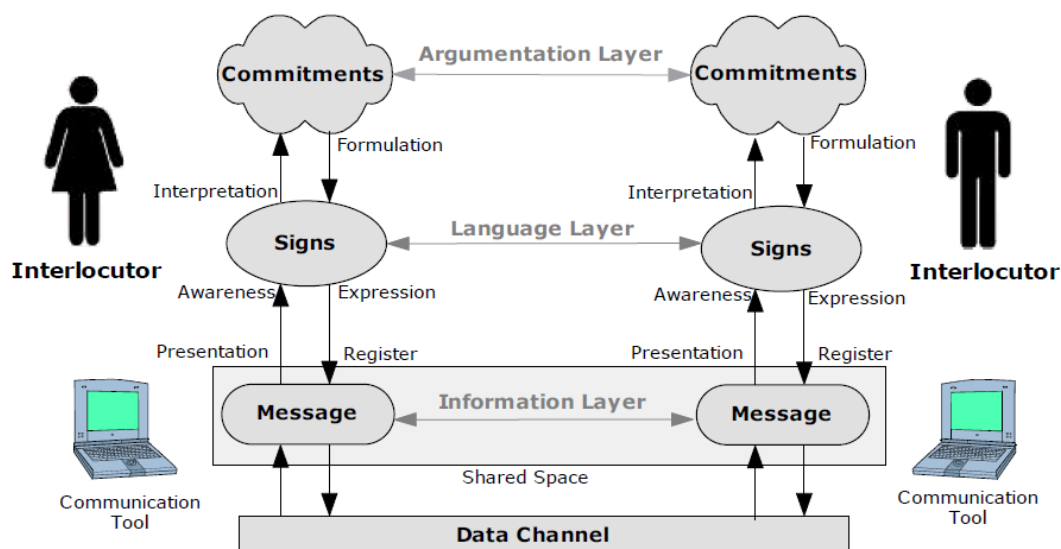 Argumentation Layer
Commitments
Commitments
Formulation
Formulation
Interpretation
Interpretation
Language Layer
Signs
Signs
Interlocutor
Interlocutor
Awareness
Expression
Awareness
Expression
Presentation
Register
Presentation
Register
Information Layer
Message
Message
Shared Space
Communication
Tool
Communication
Tool
Data Channel